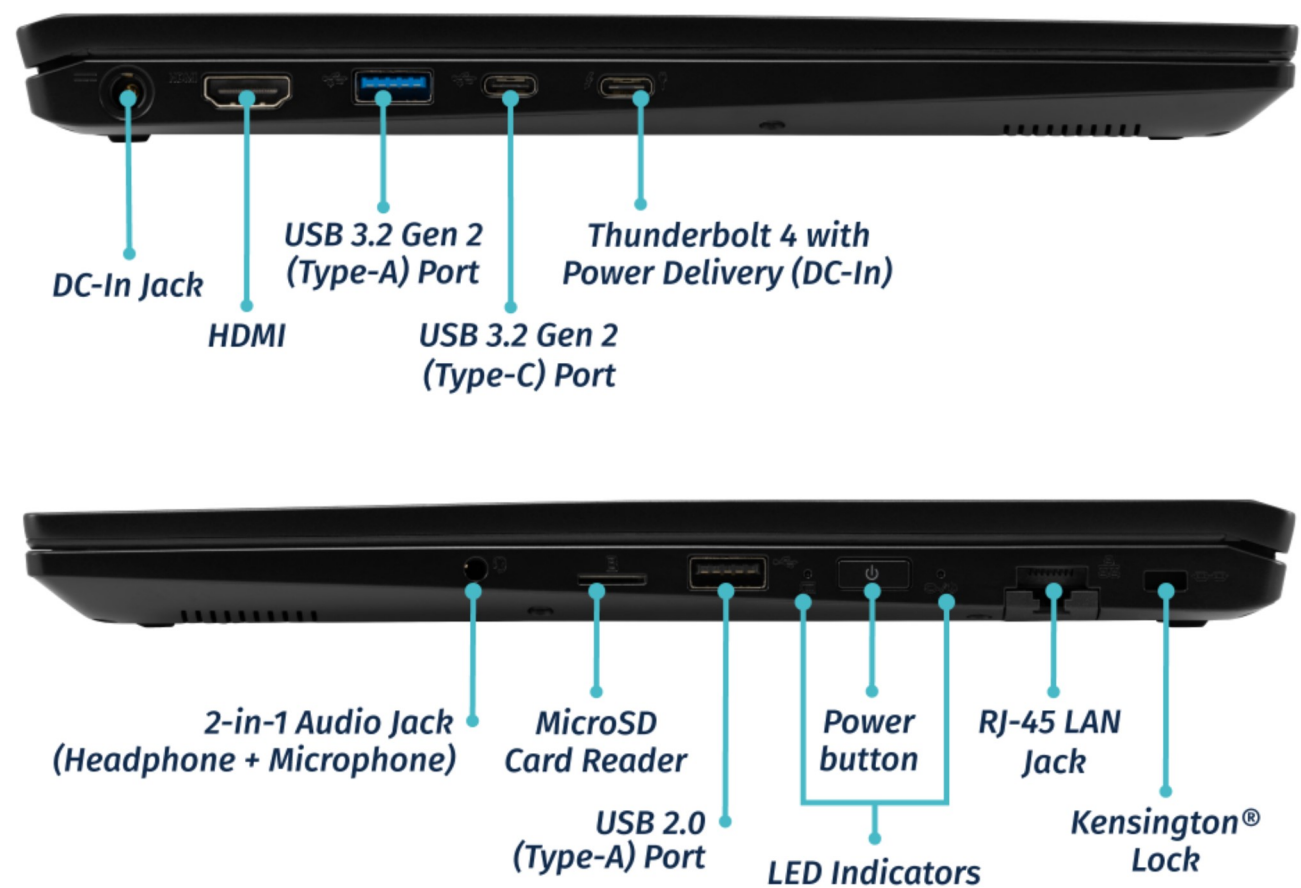 DC-In Jack
HDMI
USB 3.2 Gen 2
(Type-A) Port
USB 3.2 Gen 2
(Type-C) Port
Thunderbolt 4 with
Power Delivery (DC-In)
2-in-1 Audio Jack
(Headphone + Microphone)
MicroSD
Card Reader
USB 2.0
(Type-A) Port
Power
button
LED Indicators
RJ-45 LAN
Jack
Kensington®
Lock